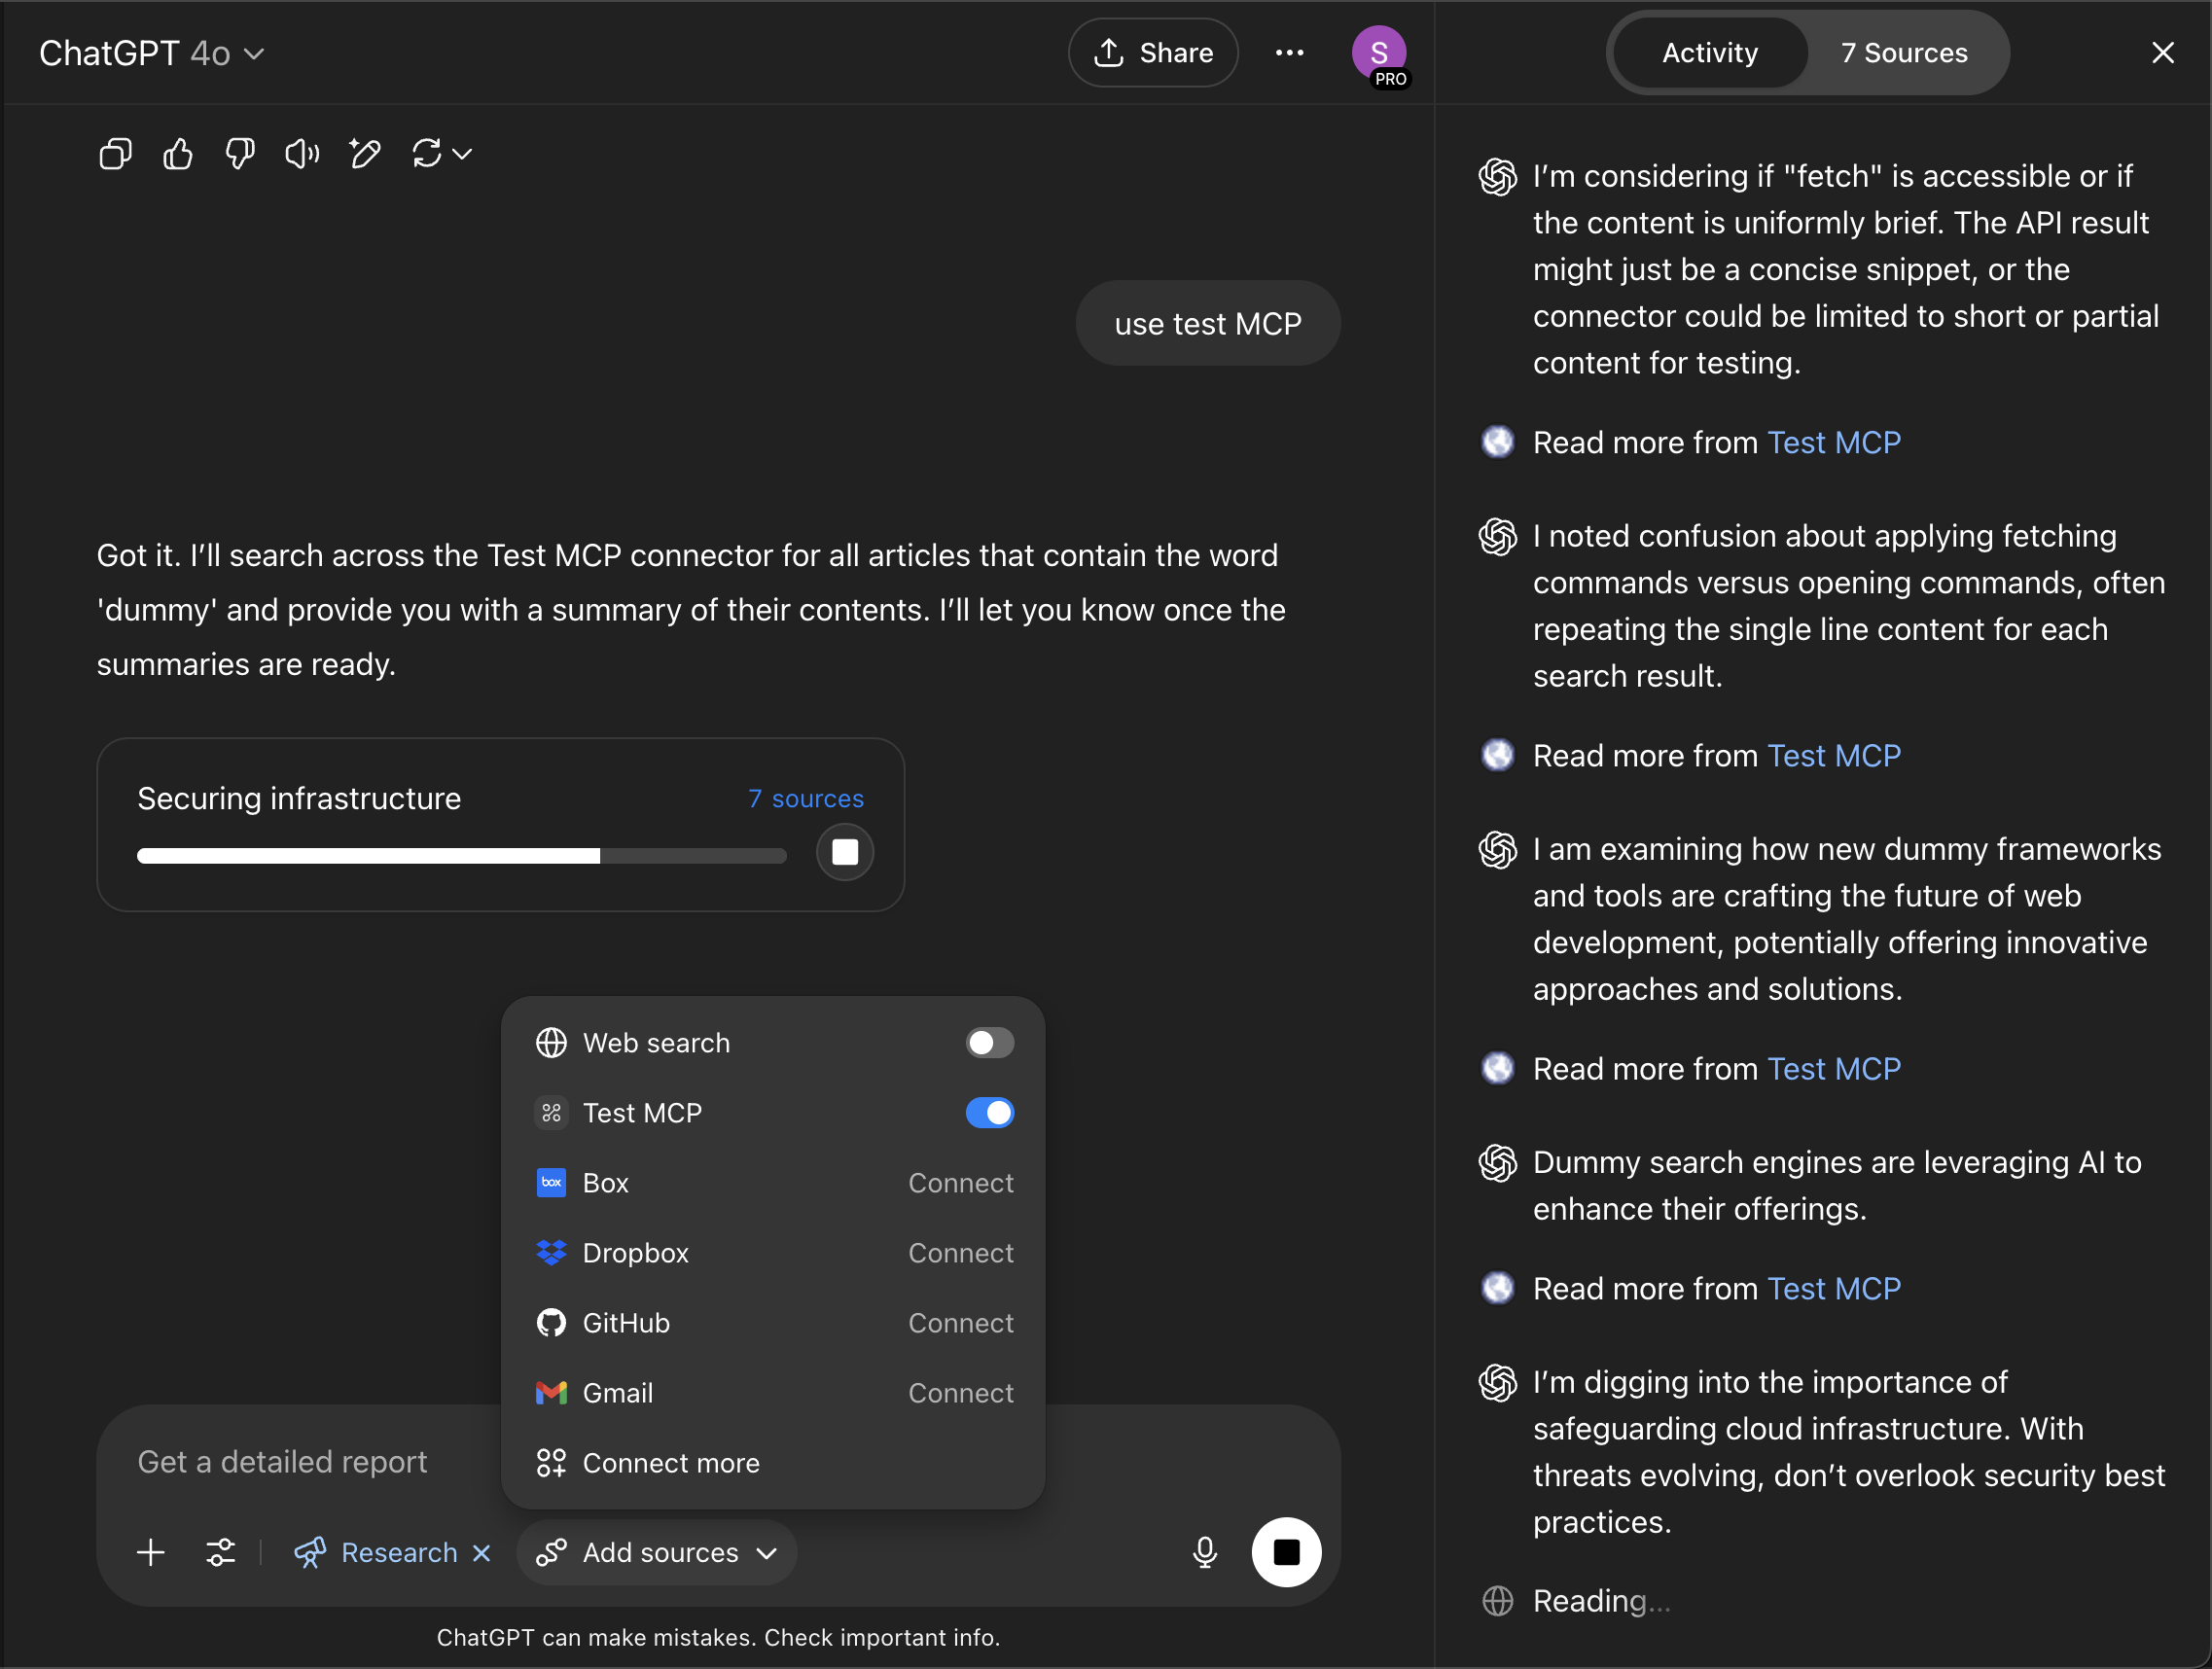 ChatGPT 4o
Share
S
PRO
Activity
7 Sources
use test MCP
Got it. I’ll search across the Test MCP connector for all articles that contain the word
'dummy' and provide you with a summary of their contents. I’ll let you know once the
summaries are ready.
Securing infrastructure
7 sources
Web search
Test MCP
box
Box
Connect
Dropbox
Connect
GitHub
Connect
Gmail
Connect
Connect more
Get a detailed report
Research
Add sources
ChatGPT can make mistakes. Check important info.
I’m considering if "fetch" is accessible or if
the content is uniformly brief. The API result
might just be a concise snippet, or the
connector could be limited to short or partial
content for testing.
Read more from Test MCP
I noted confusion about applying fetching
commands versus opening commands, often
repeating the single line content for each
search result.
Read more from Test MCP
I am examining how new dummy frameworks
and tools are crafting the future of web
development, potentially offering innovative
approaches and solutions.
Read more from Test MCP
Dummy search engines are leveraging AI to
enhance their offerings.
Read more from Test MCP
I’m digging into the importance of
safeguarding cloud infrastructure. With
threats evolving, don’t overlook security best
practices.
Reading...